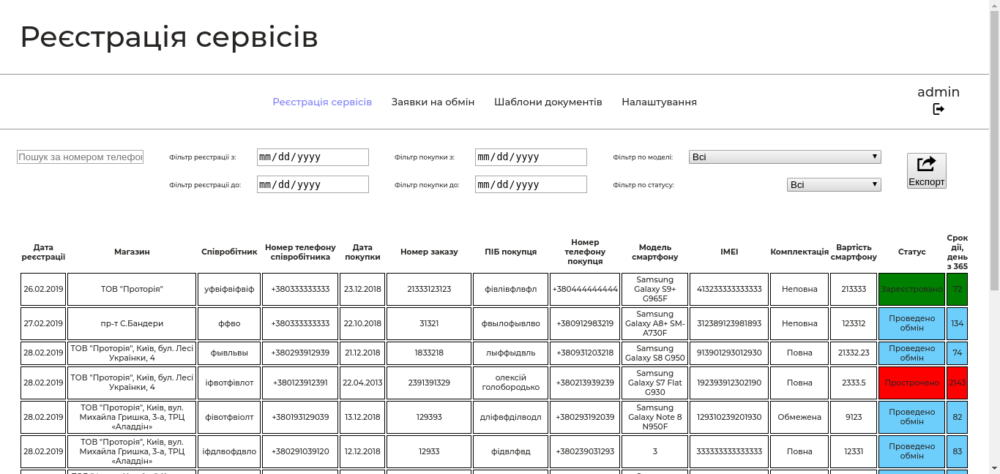 Реєстрація сервісів
Реєстрація сервісів Заявки на обмін Шаблони документів Налаштування
admin
Пошук за номером телефо
Фільтр реєстрації з: mm/dd/yyyy Фільтр покупки з: mm/dd/yyyy Фільтр по моделі: Всі
Фільтр реєстрації до: mm/dd/yyyy Фільтр покупки до: mm/dd/yyyy Фільтр по статусу: Всі
Експорт
Дата реєстрації Магазин Співробітник Номер телефону співробітника Дата покупки Номер заказу ПІБ покупця Номер телефону покупця Модель смартфону IMEI Комплектація Вартість смартфону Статус Срок дії, день з 365
26.02.2019 ТОВ "Проторія" уфвіфвіфвіф +380333333333 23.12.2018 21333123123 фівлівфлвфл +380444444444 Samsung Galaxy S9+ G965F 413233333333333 Неповна 213333 Зареєстровано 72
27.02.2019 пр-т С.Бандери ффво +380333333333 22.10.2018 31321 фвылофывлво +380912983219 Samsung Galaxy A8+ SM-A730F 312389123981893 Неповна 123312 Проведено обмін 134
28.02.2019 ТОВ "Проторія", Київ, бул. Лесі Українки, 4 фывльвы +380293912939 21.12.2018 1833218 лыффыдвль +380931203218 Samsung Galaxy S8 G950 913901293012930 Повна 21332.23 Проведено обмін 74
28.02.2019 ТОВ "Проторія", Київ, бул. Лесі Українки, 4 іфвотфівлот +380123912391 22.04.2013 2391391329 олексій голобородько +380213939239 Samsung Galaxy S7 Flat G930 192393912302190 Повна 2333.5 Прострочено 2143
28.02.2019 ТОВ "Проторія", Київ, вул. Михайла Гришка, 3-а, ТРЦ «Аладдін» фівотфвіолт +380193129039 13.12.2018 129393 дліфвфділводл +380293192039 Samsung Galaxy Note 8 N950F 129310239201930 Обмежена 9123 Проведено обмін 82
28.02.2019 ТОВ "Проторія", Київ, вул. Михайла Гришка, 3-а, ТРЦ «Аладдін» іфдлвофдвло +380291039120 12.12.2018 12933 фідвлфвд +380239031293 3 333333333333333 Повна 12331 Проведено обмін 83